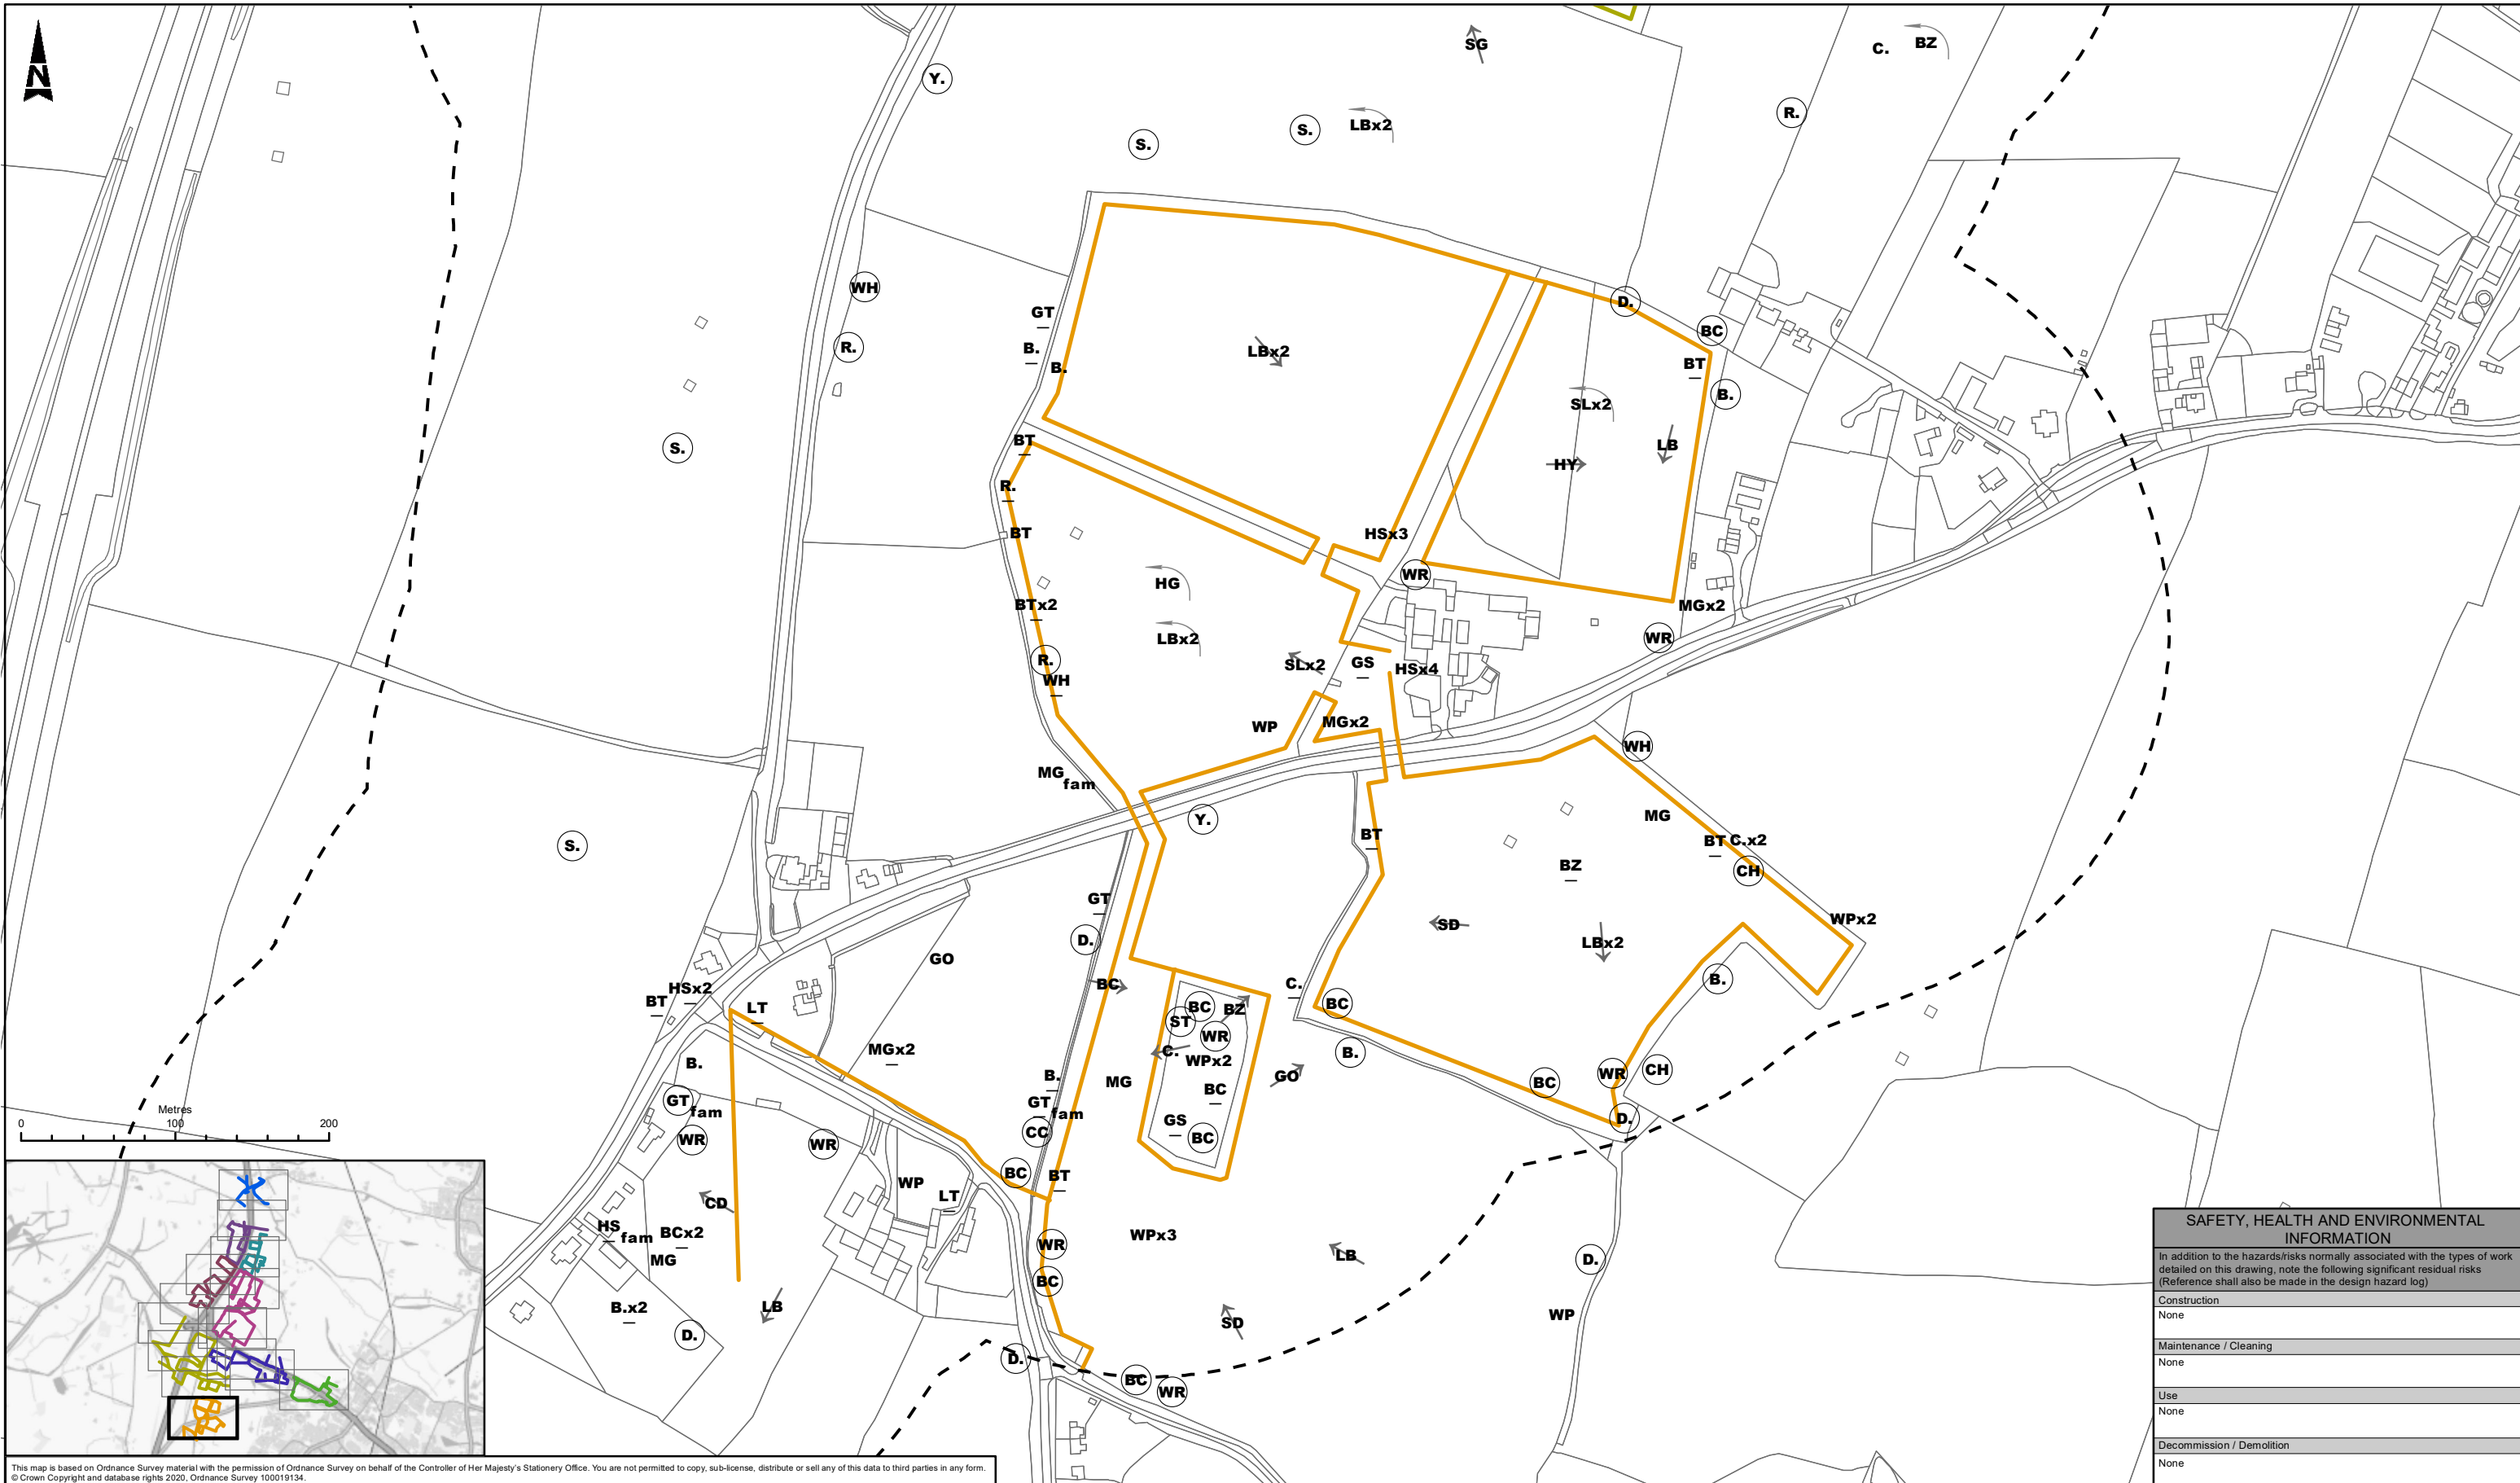 N
SG
C.
BZ
Y.
R.
S.
S.
LBx2
WH
GT
D.
BC
R.
B.
B.
LBx2
BT
B.
SLx2
S.
BT
LB
HY
R.
BT
HSx3
WR
HG
BTx2
MGx2
LBx2
WR
R.
WH
SLx2
GS
HSx4
WP
MGx2
WH
MG
fam
Y.
MG
BT
BT
C.x2
S.
BZ
CH
GT
SD
WPx2
D.
LBx2
GO
B.
BC
C.
HSx2
BT
LT
BC
BZ
BC
ST
WR
MGx2
C.
WPx2
B.
B.
B.
GO
WR
CH
MG
BC
BC
GT
fam
GT
fam
GS
CC
BC
D.
WR
WR
BT
BC
WP
LT
CD
HS
fam
BCx2
WPx3
WR
LB
D.
MG
BC
B.x2
LB
SD
WP
D.
D.
BC
WR
Metres
0
100
200
SAFETY, HEALTH AND ENVIRONMENTAL
INFORMATION
In addition to the hazards/risks normally associated with the types of work
detailed on this drawing, note the following significant residual risks
(Reference shall also be made in the design hazard log)
Construction
None
Maintenance / Cleaning
None
Use
None
Decommission / Demolition
None
This map is based on Ordnance Survey material with the permission of Ordnance Survey on behalf of the Controller of Her Majesty's Stationery Office. You are not permitted to copy, sub-license, distribute or sell any of this data to third parties in any form.
© Crown Copyright and database rights 2020, Ordnance Survey 100019134.